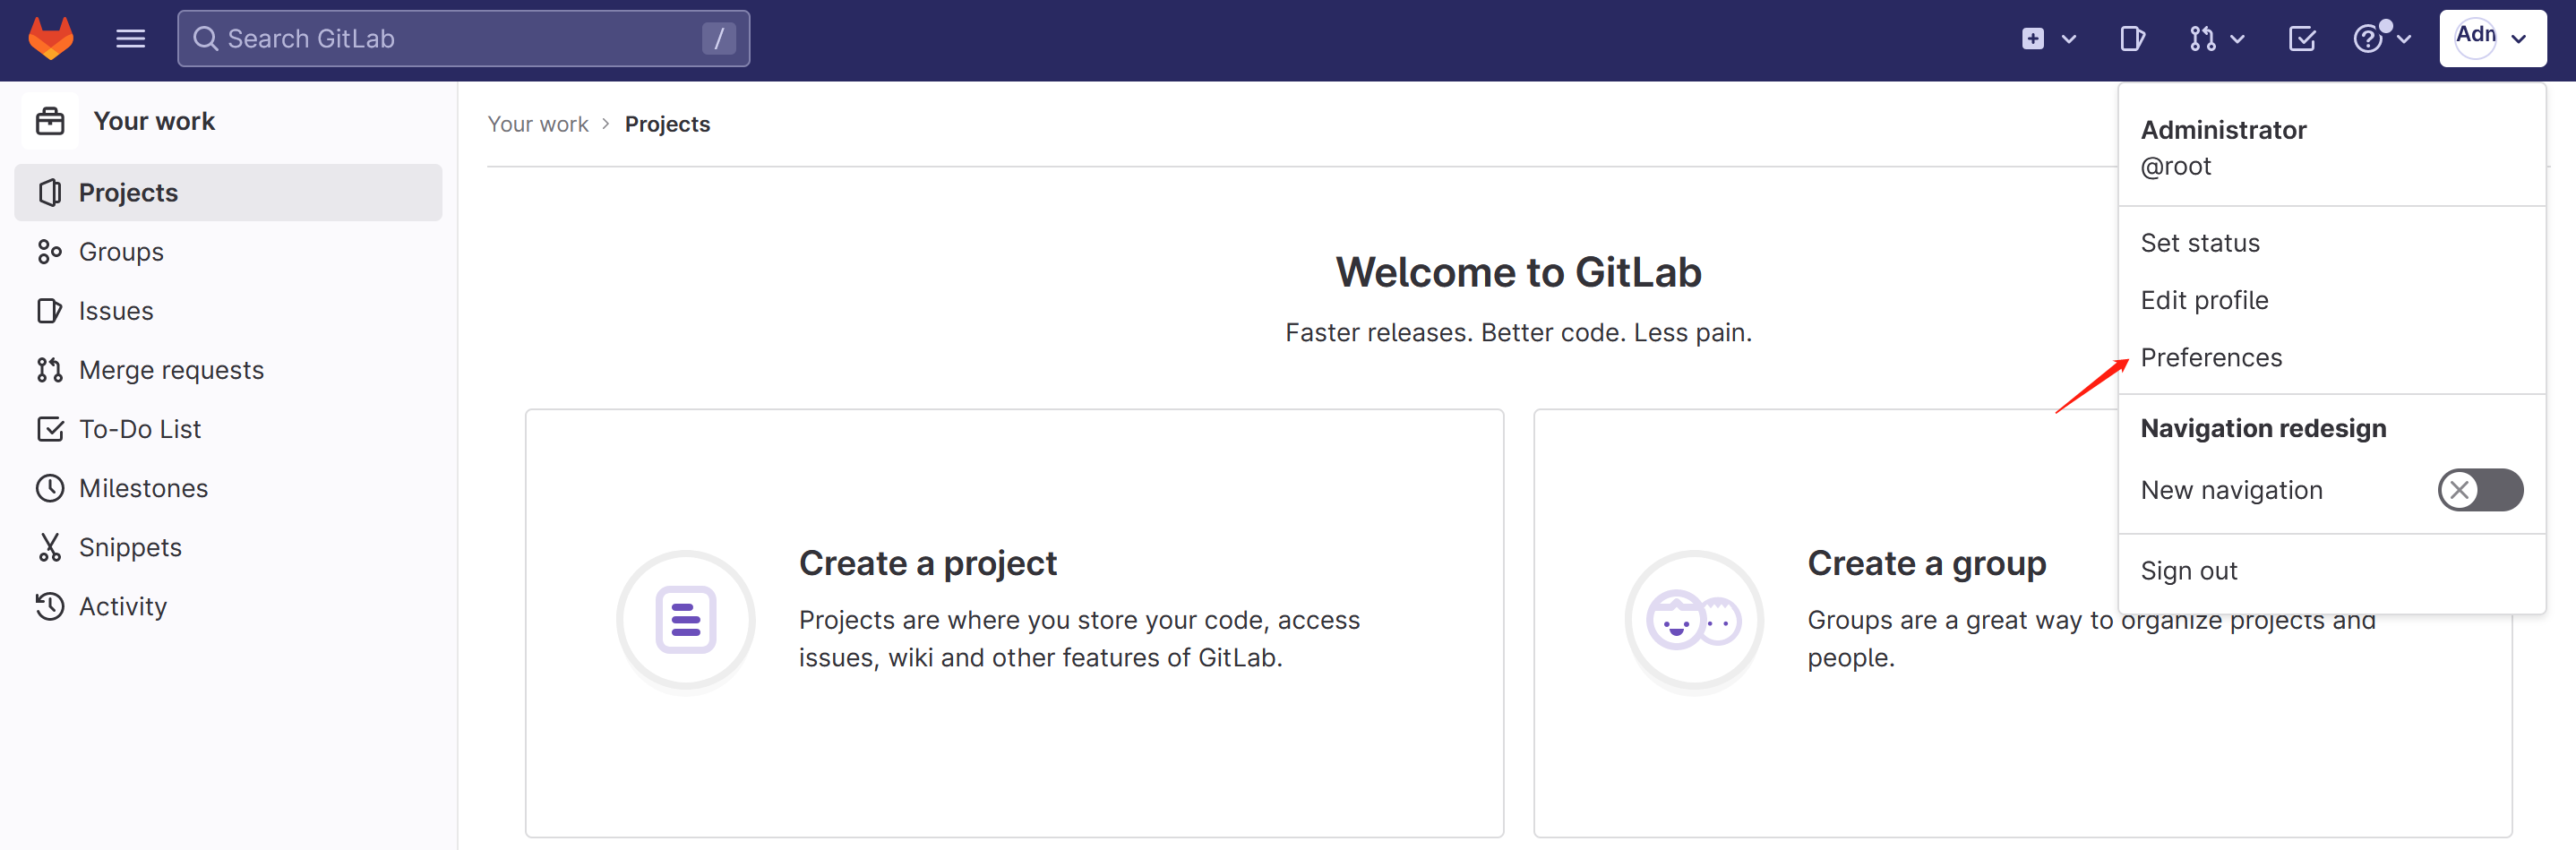 Search GitLab
/
Adn
Your work
Projects
Groups
Issues
Merge requests
To-Do List
Milestones
Snippets
Activity
Your work > Projects
Welcome to GitLab
Faster releases. Better code. Less pain.
Create a project
Projects are where you store your code, access
issues, wiki and other features of GitLab.
Create a group
Groups are a great way to organize projects and
people.
Administrator
@root
Set status
Edit profile
Preferences
Navigation redesign
New navigation
Sign out